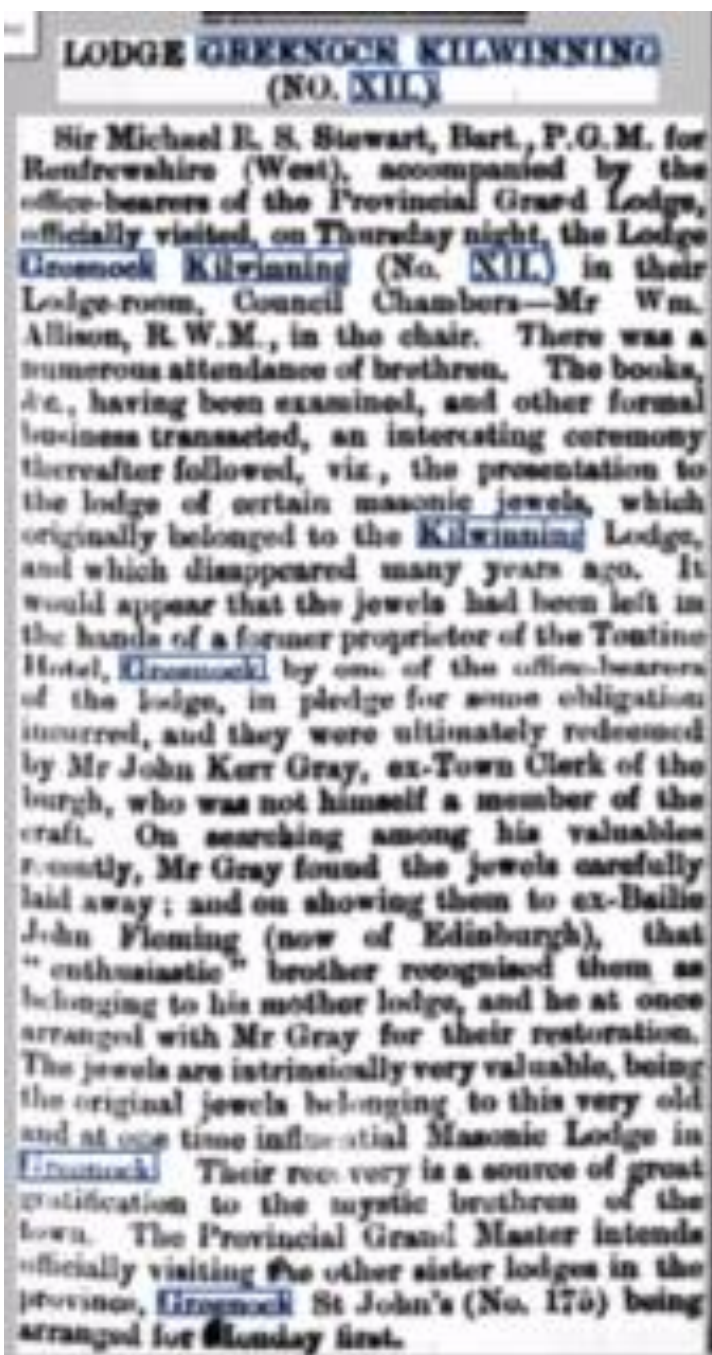 LODGE GREENOCK KILWINNING
(NO. XII.)
Sir Michael R. S. Stewart, Bart., P.G.M. for
Renfrewshire (West), accompanied by the
office-bearers of the Provincial Grand Lodge,
officially visited, on Thursday night, the Lodge
Greenock Kilwinning (No. XII.) in their
Lodge-room, Council Chambers—Mr Wm.
Allison, R.W.M., in the chair. There was a
numerous attendance of brethren. The books,
&c., having been examined, and other formal
business transacted, an interesting ceremony
thereafter followed, viz., the presentation to
the lodge of certain masonic jewels, which
originally belonged to the Kilwinning Lodge,
and which disappeared many years ago. It
would appear that the jewels had been left in
the hands of a former proprietor of the Tontine
Hotel, Greenock, by one of the office-bearers
of the lodge, in pledge for some obligation
incurred, and they were ultimately redeemed
by Mr John Kerr Gray, ex-Town Clerk of the
burgh, who was not himself a member of the
craft. On searching among his valuables
recently, Mr Gray found the jewels carefully
laid away; and on showing them to ex-Bailie
John Fleming (now of Edinburgh), that
"enthusiastic" brother recognised them as
belonging to his mother lodge, and he at once
arranged with Mr Gray for their restoration.
The jewels are intrinsically very valuable, being
the original jewels belonging to this very old
and at one time influential Masonic Lodge in
Greenock. Their recovery is a source of great
gratification to the mystic brethren of the
town. The Provincial Grand Master intends
officially visiting the other sister lodges in the
province, Greenock St John's (No. 175) being
arranged for Monday first.